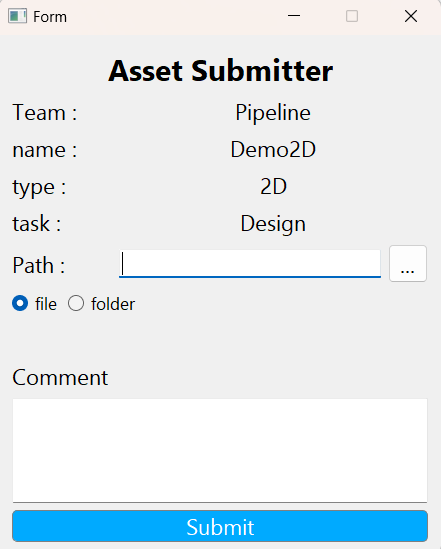 Form
Asset Submitter
Team : Pipeline
name : Demo2D
type : 2D
task : Design
Path : ...
file folder
Comment
Submit